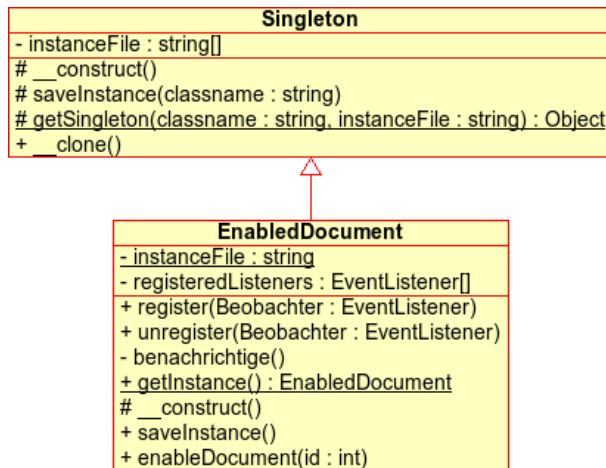 Singleton
- instanceFile : string[]
# __construct()
# saveInstance(classname : string)
# getSingleton(classname : string, instanceFile : string) : Object
+ __clone()
EnabledDocument
- instanceFile : string
- registeredListeners : EventListener[]
+ register(Beobachter : EventListener)
+ unregister(Beobachter : EventListener)
- benachrichtige()
+ getInstance() : EnabledDocument
# __construct()
+ saveInstance()
+ enableDocument(id : int)